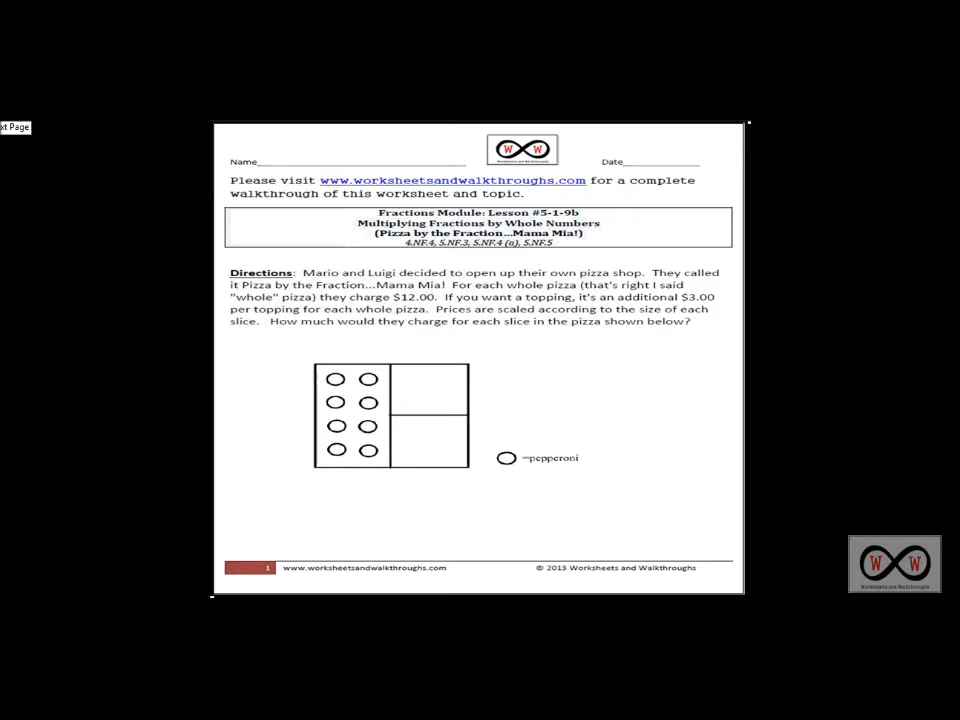 xt Page
W W
Worksheets and Walkthroughs
Name Date
Please visit www.worksheetsandwalkthroughs.com for a complete
walkthrough of this worksheet and topic.
Fractions Module: Lesson #5-1-9b
Multiplying Fractions by Whole Numbers
(Pizza by the Fraction...Mama Mia!)
4.NF.4, 5.NF.3, 5.NF.4 (a), 5.NF.5
Directions: Mario and Luigi decided to open up their own pizza shop. They called
it Pizza by the Fraction...Mama Mia! For each whole pizza (that's right I said
"whole" pizza) they charge $12.00. If you want a topping, it's an additional $3.00
per topping for each whole pizza. Prices are scaled according to the size of each
slice. How much would they charge for each slice in the pizza shown below?
=pepperoni
1 www.worksheetsandwalkthroughs.com © 2013 Worksheets and Walkthroughs
W W
Worksheets and Walkthroughs